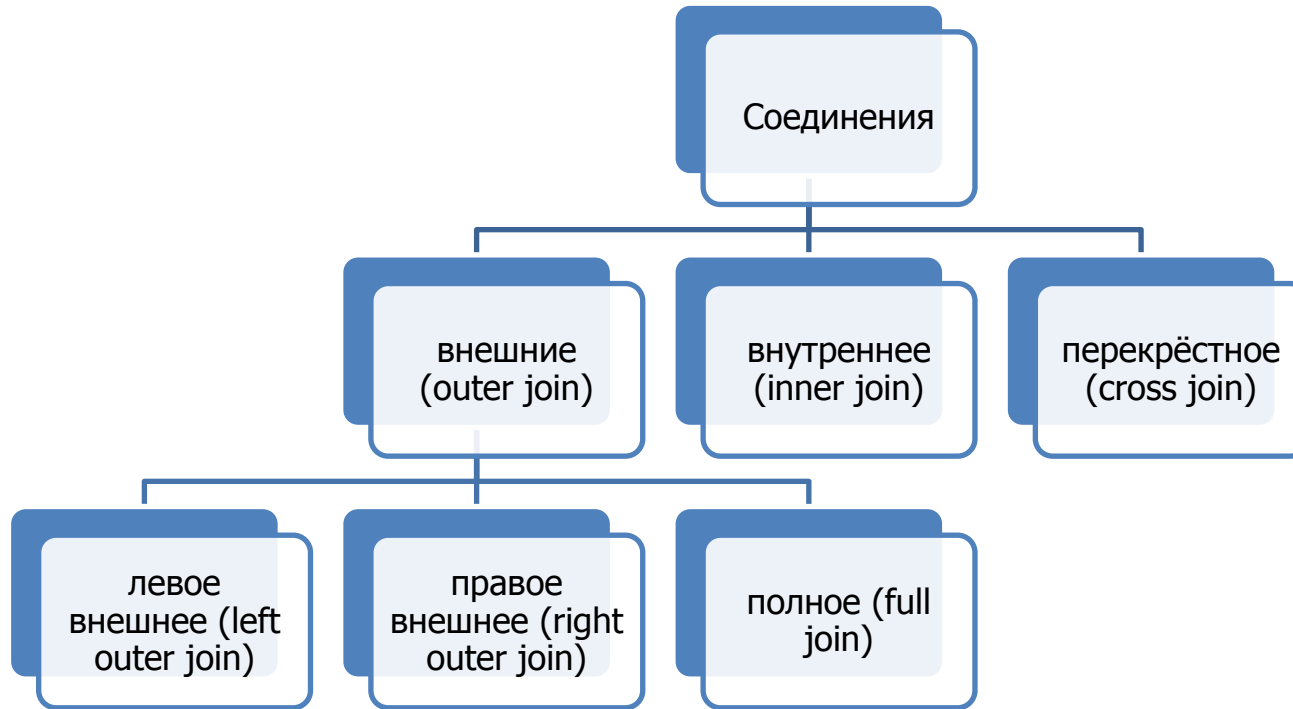 Соединения
внешние
(outer join)
внутреннее
(inner join)
перекрёстное
(cross join)
левое
внешнее (left
outer join)
правое
внешнее (right
outer join)
полное (full
join)